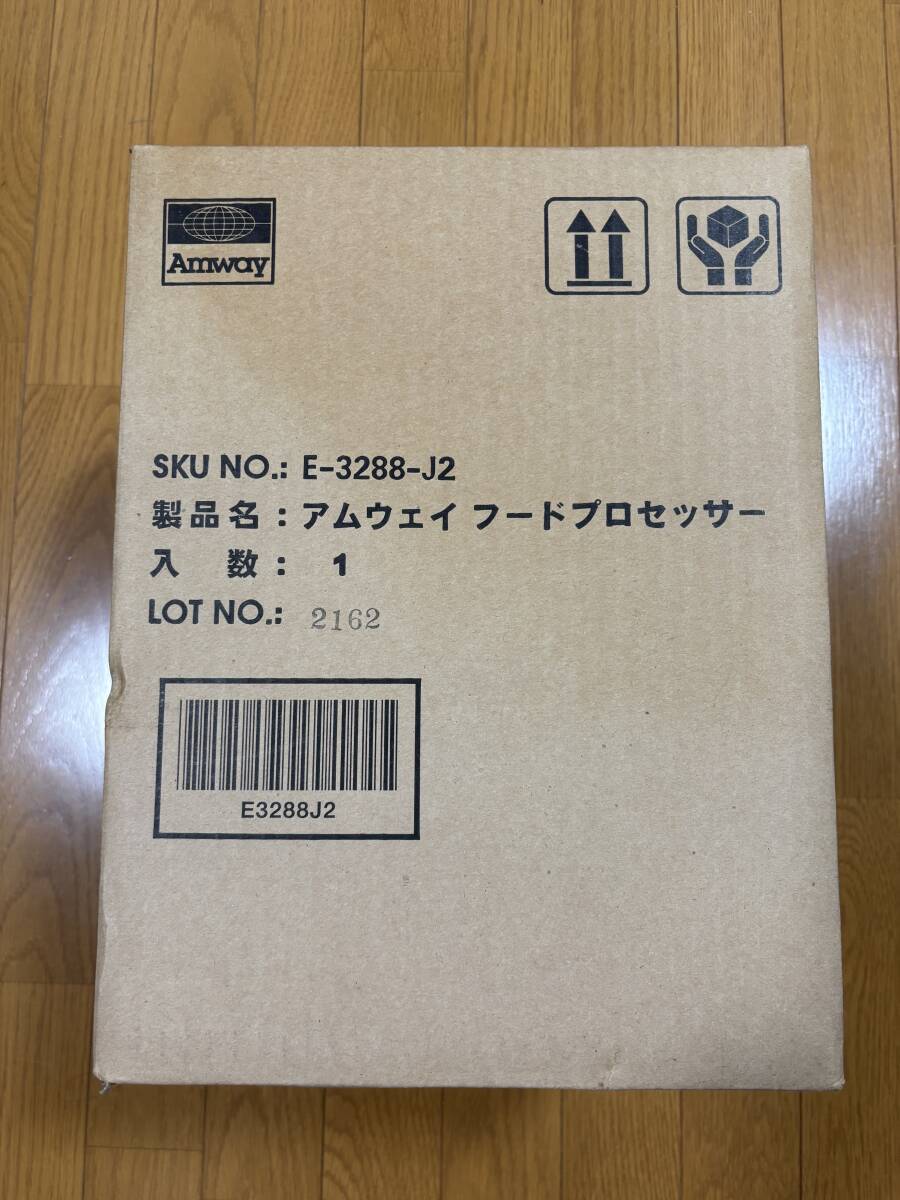 Amway
SKU NO.: E-3288-J2
製品名：アムウェイ フードプロセッサー
入　数：　1
LOT NO.: 2162
E3288J2